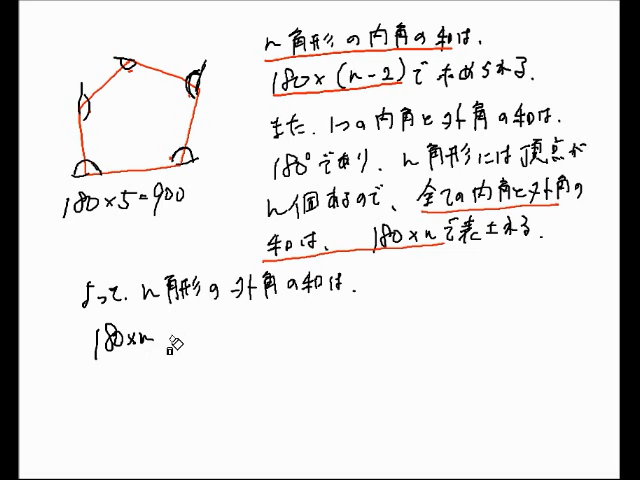 n角形の内角の和は、
180×(n-2)で求められる.
また、1つの内角と外角の和は、
180°であり、n角形には頂点が
n個あるので、全ての内角と外角の
和は、180×nで表される.
180×5=900
よって、n角形の外角の和は、
180×n